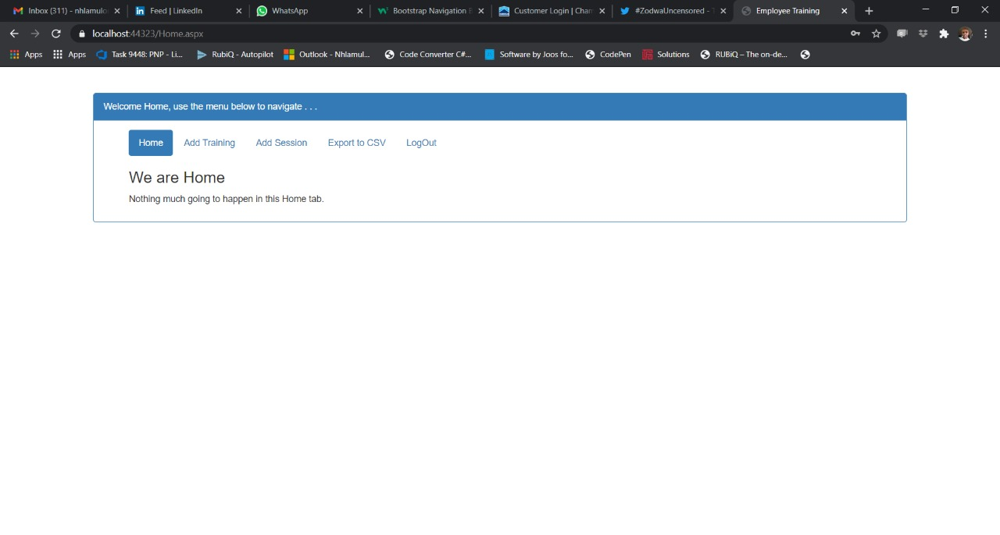 Inbox (311) - nhlamulo
Feed | LinkedIn
WhatsApp
Bootstrap Navigation B
Customer Login | Cham
#ZodwaUncensored - T
Employee Training
localhost:44323/Home.aspx
Apps
Apps
Task 9448: PNP - Li...
RubiQ - Autopilot
Outlook - Nhlamul...
Code Converter C#...
Software by Joos fo...
CodePen
Solutions
RUBiQ – The on-de...
Welcome Home, use the menu below to navigate . . .
Home
Add Training
Add Session
Export to CSV
LogOut
We are Home
Nothing much going to happen in this Home tab.